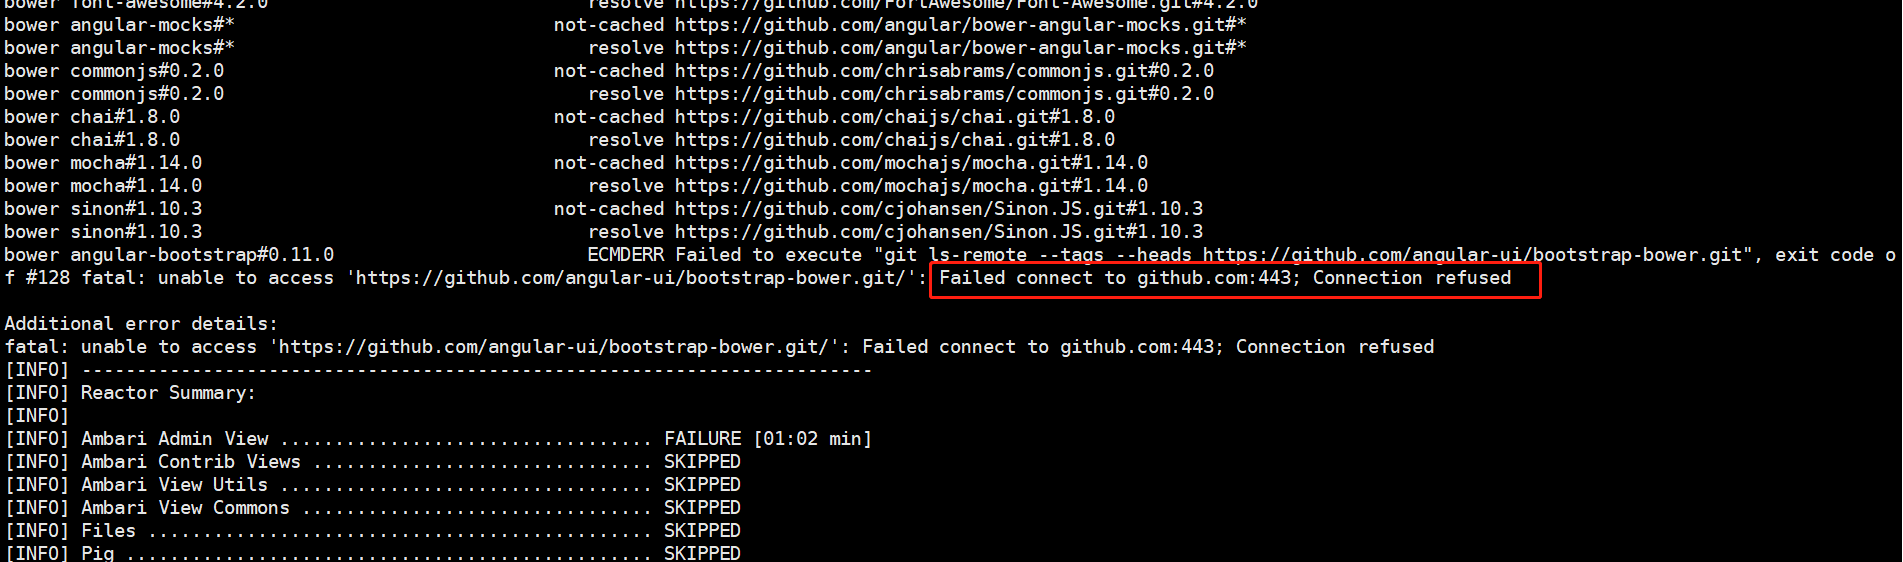 bower font-awesome#4.2.0 resolve https://github.com/FortAwesome/Font-Awesome.git#4.2.0
bower angular-mocks#* not-cached https://github.com/angular/bower-angular-mocks.git#*
bower angular-mocks#* resolve https://github.com/angular/bower-angular-mocks.git#*
bower commonjs#0.2.0 not-cached https://github.com/chrisabrams/commonjs.git#0.2.0
bower commonjs#0.2.0 resolve https://github.com/chrisabrams/commonjs.git#0.2.0
bower chai#1.8.0 not-cached https://github.com/chaijs/chai.git#1.8.0
bower chai#1.8.0 resolve https://github.com/chaijs/chai.git#1.8.0
bower mocha#1.14.0 not-cached https://github.com/mochajs/mocha.git#1.14.0
bower mocha#1.14.0 resolve https://github.com/mochajs/mocha.git#1.14.0
bower sinon#1.10.3 not-cached https://github.com/cjohansen/Sinon.JS.git#1.10.3
bower sinon#1.10.3 resolve https://github.com/cjohansen/Sinon.JS.git#1.10.3
bower angular-bootstrap#0.11.0 ECMDERR Failed to execute "git ls-remote --tags --heads https://github.com/angular-ui/bootstrap-bower.git", exit code o
f #128 fatal: unable to access 'https://github.com/angular-ui/bootstrap-bower.git/': Failed connect to github.com:443; Connection refused
Additional error details:
fatal: unable to access 'https://github.com/angular-ui/bootstrap-bower.git/': Failed connect to github.com:443; Connection refused
[INFO] ------------------------------------------------------------------------
[INFO] Reactor Summary:
[INFO]
[INFO] Ambari Admin View .................................. FAILURE [01:02 min]
[INFO] Ambari Contrib Views ............................... SKIPPED
[INFO] Ambari View Utils .................................. SKIPPED
[INFO] Ambari View Commons ................................ SKIPPED
[INFO] Files .............................................. SKIPPED
[INFO] Pig ................................................ SKIPPED